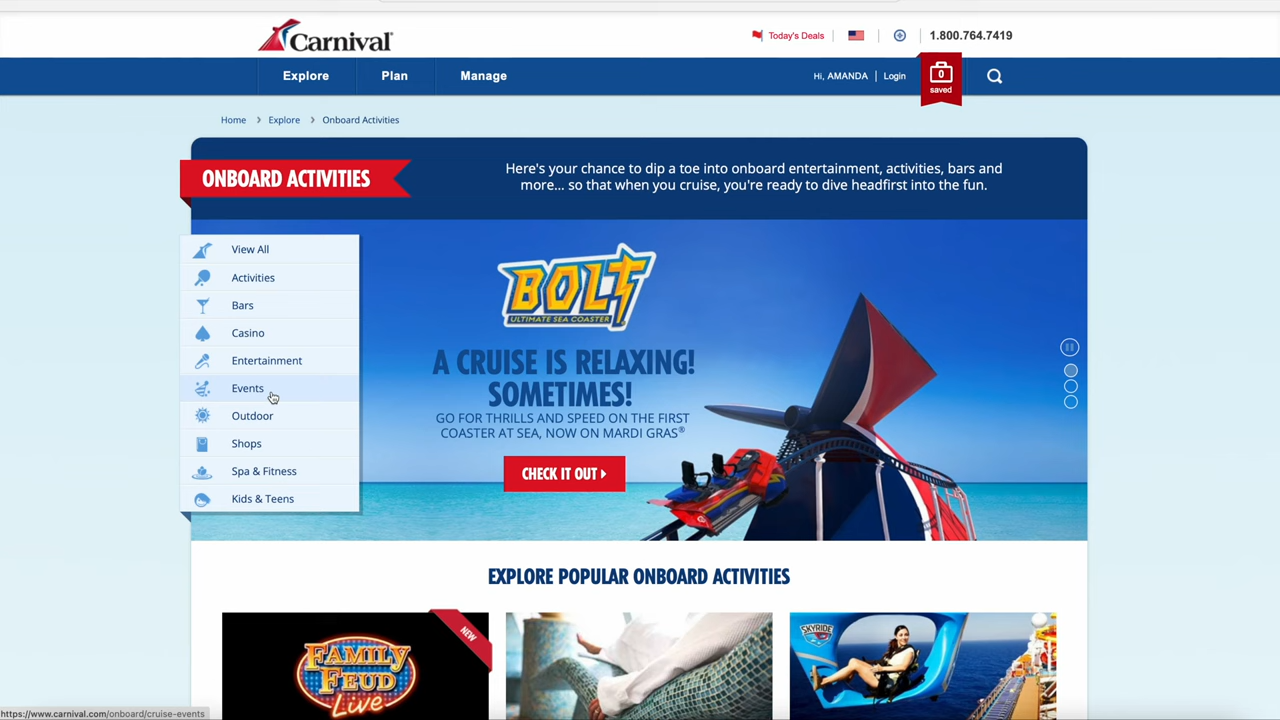 Carnival
Today's Deals
1.800.764.7419
Explore
Plan
Manage
Hi, AMANDA
Login
0
saved
Home
Explore
Onboard Activities
ONBOARD ACTIVITIES
Here's your chance to dip a toe into onboard entertainment, activities, bars and
more... so that when you cruise, you're ready to dive headfirst into the fun.
View All
Activities
Bars
Casino
Entertainment
Events
Outdoor
Shops
Spa & Fitness
Kids & Teens
BOLT
ULTIMATE SEA COASTER
A CRUISE IS RELAXING!
SOMETIMES!
GO FOR THRILLS AND SPEED ON THE FIRST
COASTER AT SEA, NOW ON MARDI GRAS®
CHECK IT OUT
EXPLORE POPULAR ONBOARD ACTIVITIES
NEW
FAMILY
FEUD
Live
SKYRIDE
https://www.carnival.com/onboard/cruise-events